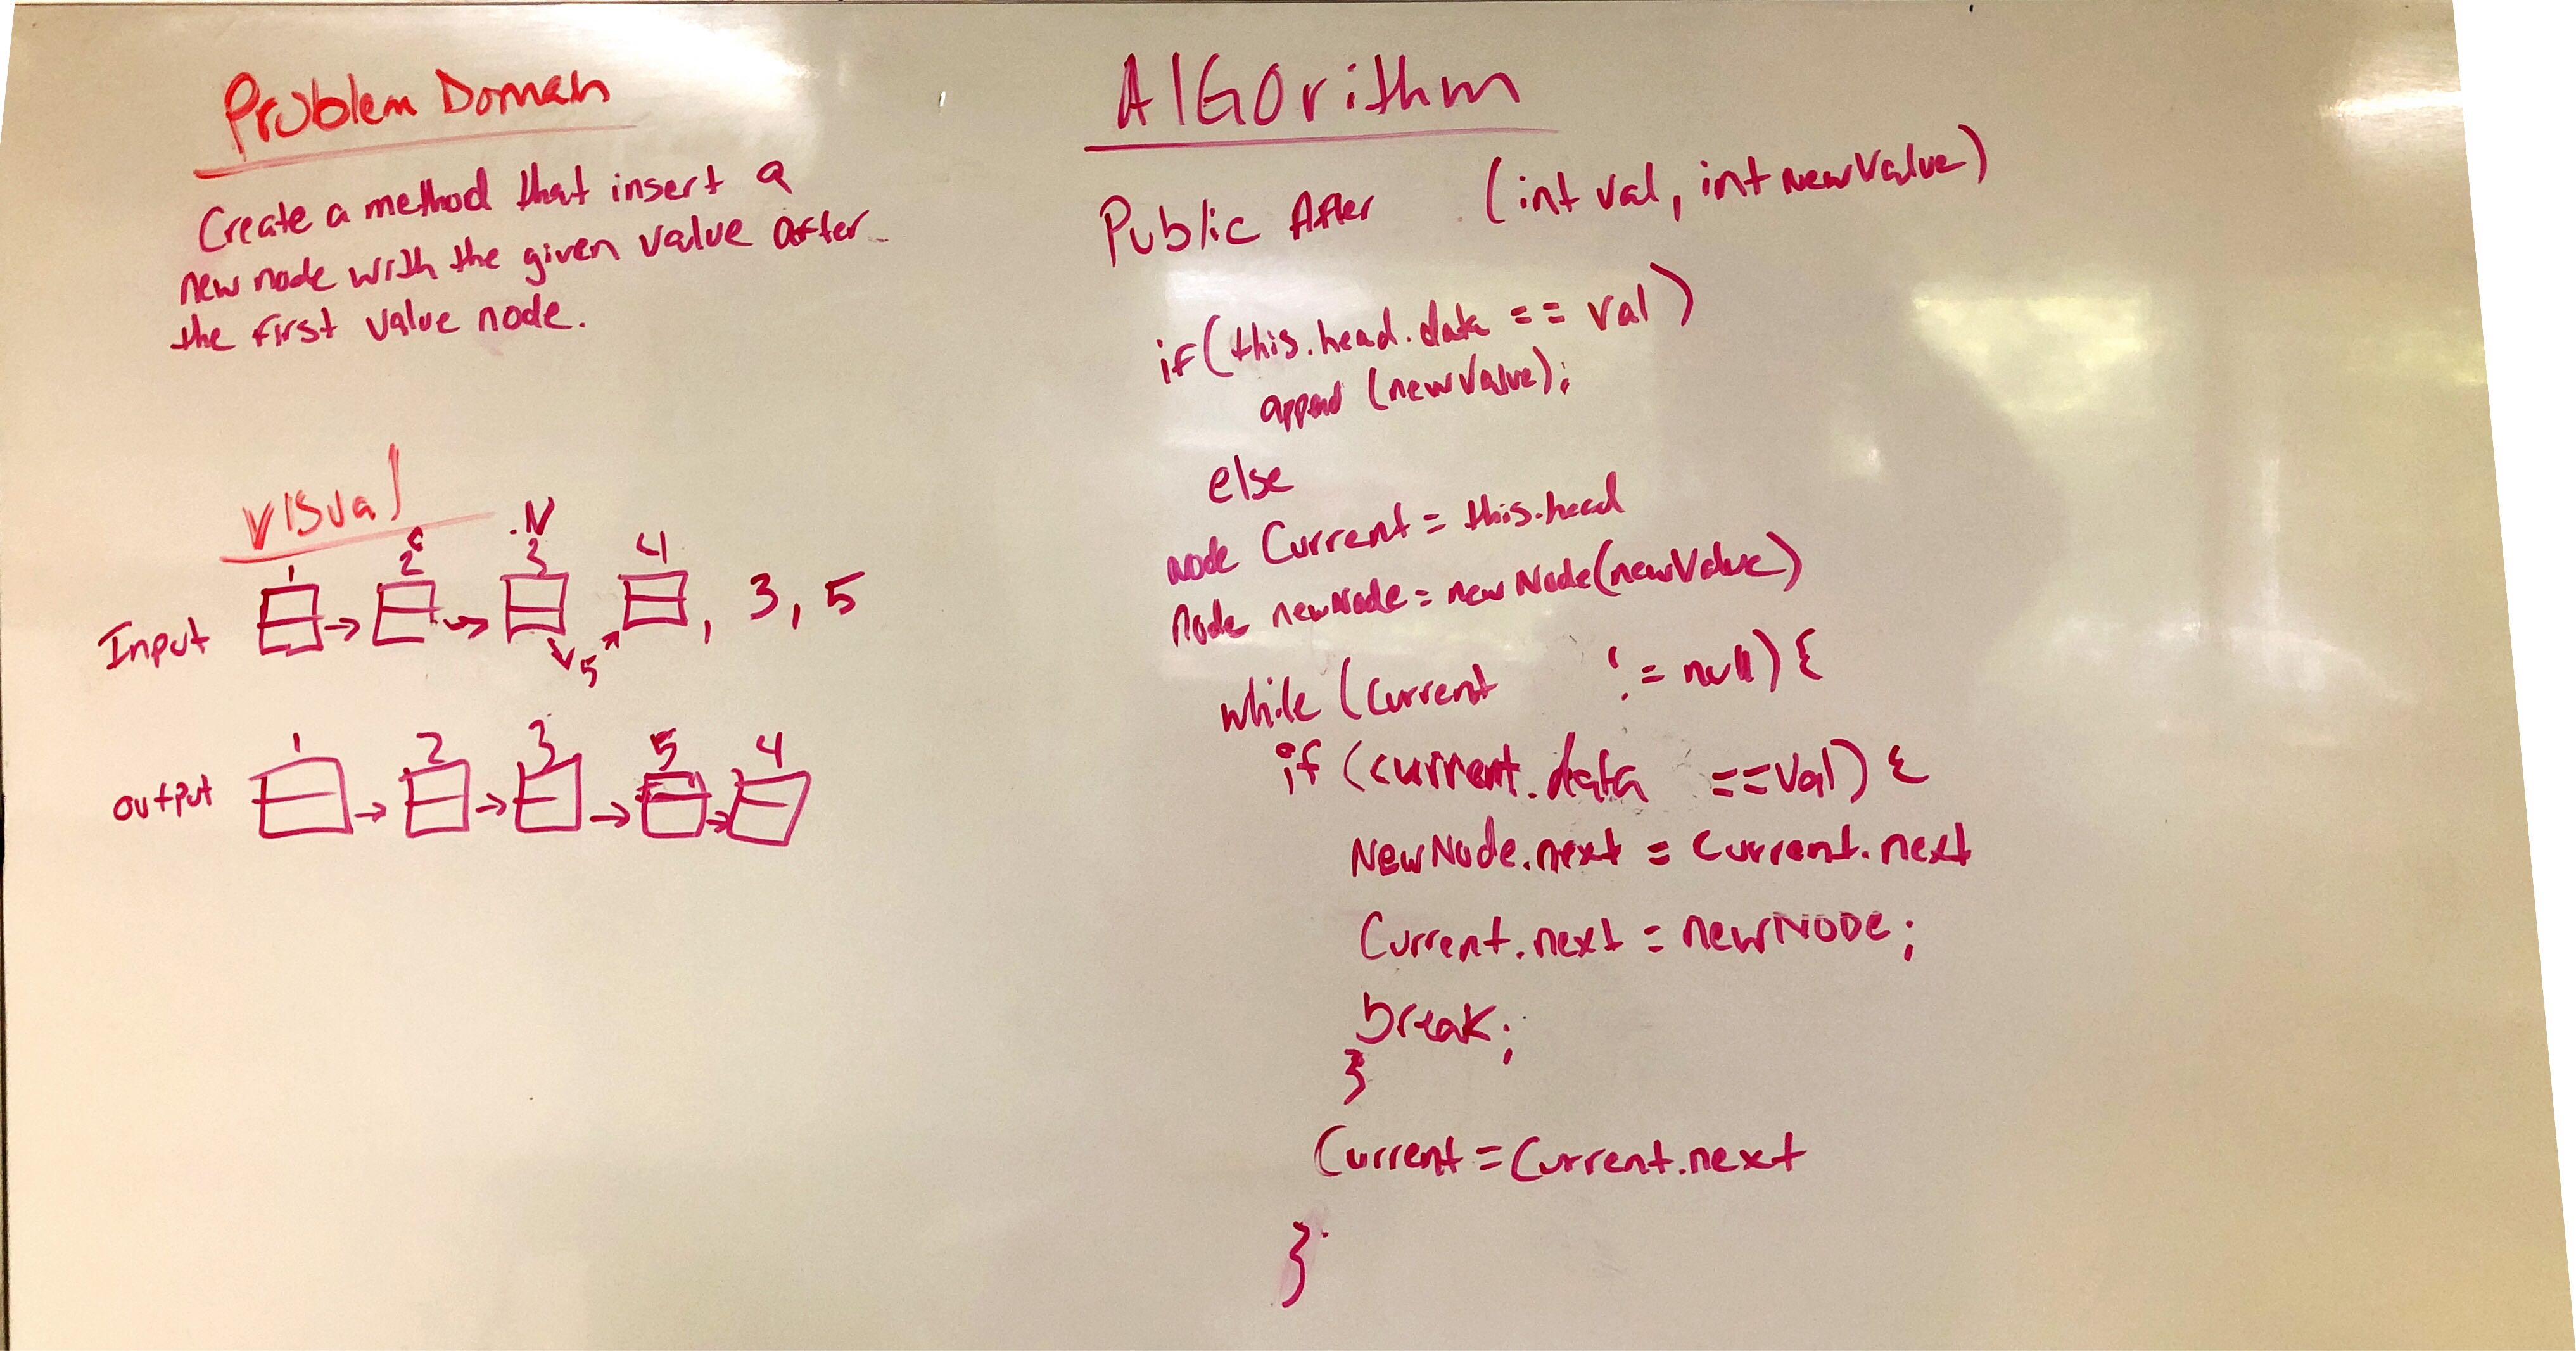 Problem Domain
Create a method that insert a
new node with the given value after
the first value node.
Visual
c N
1 2 3 4
Input → → , 3, 5
5
1 2 3 5 4
output → → → →
AlGOrithm
Public After (int val, int newValue)
if (this.head.data == val)
append (newValue);
else
node Current = this.head
Node newNode = new Node(newValue)
while (Current != null) {
if (current.data ==Val) {
NewNode.next = Current.next
Current.next = newNODE;
break;
}
Current = Current.next
}